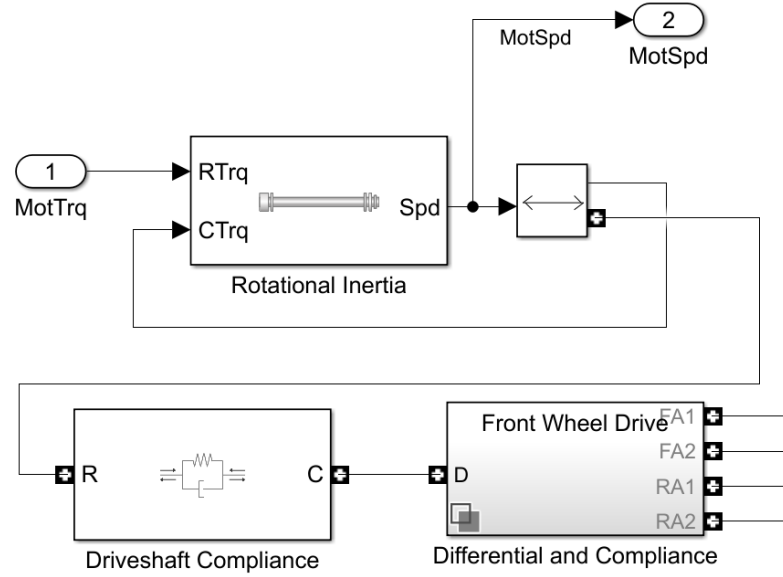 2
MotSpd
MotSpd
1
MotTrq
RTrq
CTrq
Spd
Rotational Inertia
R
C
Driveshaft Compliance
Front Wheel Drive
FA1
FA2
D
RA1
RA2
Differential and Compliance